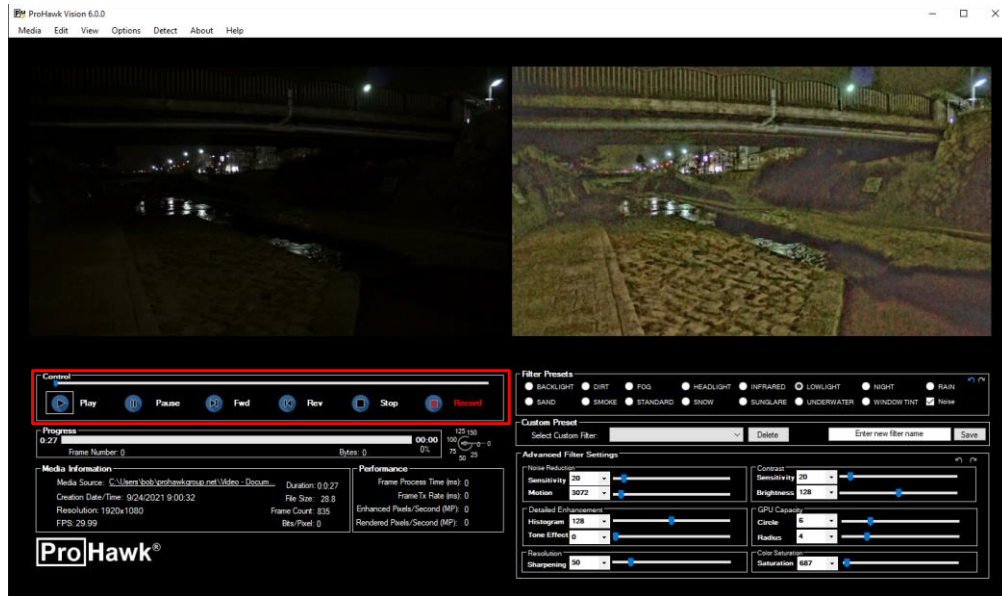 ProHawk Vision 6.0.0
Media Edit View Options Detect About Help
Control
Play Pause Fwd Rev Stop Record
Progress
0:27 00:00
0%
Frame Number: 0 Bytes: 0
150
125
100
75
50
25
0
0
Media Information
Media Source: C:\Users\bob\prohawkgroup.net\Video - Docum... Duration: 0:0:27
Creation Date/Time: 9/24/2021 9:00:32 File Size: 28.8
Resolution: 1920x1080 Frame Count: 835
FPS: 29.99 Bits/Pixel: 0
Performance
Frame Process Time (ms): 0
Frame Tx Rate (ms): 0
Enhanced Pixels/Second (MP): 0
Rendered Pixels/Second (MP): 0
ProHawk®
Filter Presets
BACKLIGHT DIRT FOG HEADLIGHT INFRARED LOWLIGHT NIGHT RAIN
SAND SMOKE STANDARD SNOW SUNGLARE UNDERWATER WINDOW TINT Noise
Custom Preset
Select Custom Filter: Delete Enter new filter name Save
Advanced Filter Settings
Noise Reduction
Sensitivity 20
Motion 3072
Contrast
Sensitivity 20
Brightness 128
Detailed Enhancement
Histogram 128
Tone Effect 0
GPU Capacity
Circle 6
Radius 4
Resolution
Sharpening 50
Color Saturation
Saturation 687